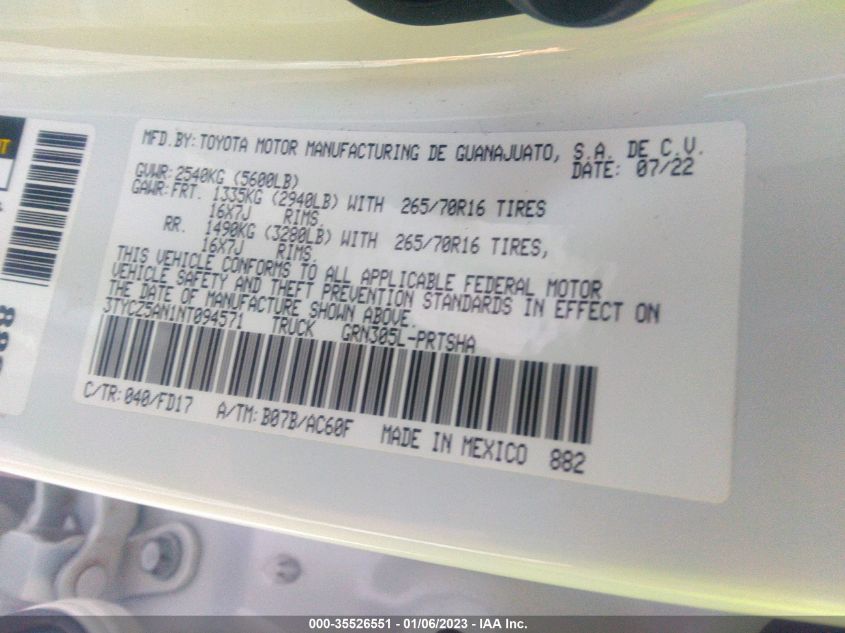 MFD. BY: TOYOTA MOTOR MANUFACTURING DE GUANAJUATO, S.A. DE C.V.
DATE: 07/22
GVWR: 2540KG (5600LB)
GAWR: FRT. 1335KG (2940LB) WITH 265/70R16 TIRES
16X7J RIMS.
RR. 1490KG (3280LB) WITH 265/70R16 TIRES,
16X7J RIMS.
THIS VEHICLE CONFORMS TO ALL APPLICABLE FEDERAL MOTOR
VEHICLE SAFETY AND THEFT PREVENTION STANDARDS IN EFFECT ON
THE DATE OF MANUFACTURE SHOWN ABOVE.
3TYCZ5AN1NT094571 TRUCK GRN305L-PRTSHA
C/TR: 040/FD17 A/TM: B07B/AC60F MADE IN MEXICO 882
000-35526551 - 01/06/2023 - IAA Inc.